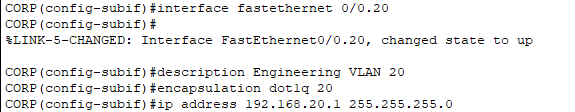 CORP(config-subif)#interface fastethernet 0/0.20
CORP(config-subif)#
%LINK-5-CHANGED: Interface FastEthernet0/0.20, changed state to up
CORP(config-subif)#description Engineering VLAN 20
CORP(config-subif)#encapsulation dot1q 20
CORP(config-subif)#ip address 192.168.20.1 255.255.255.0